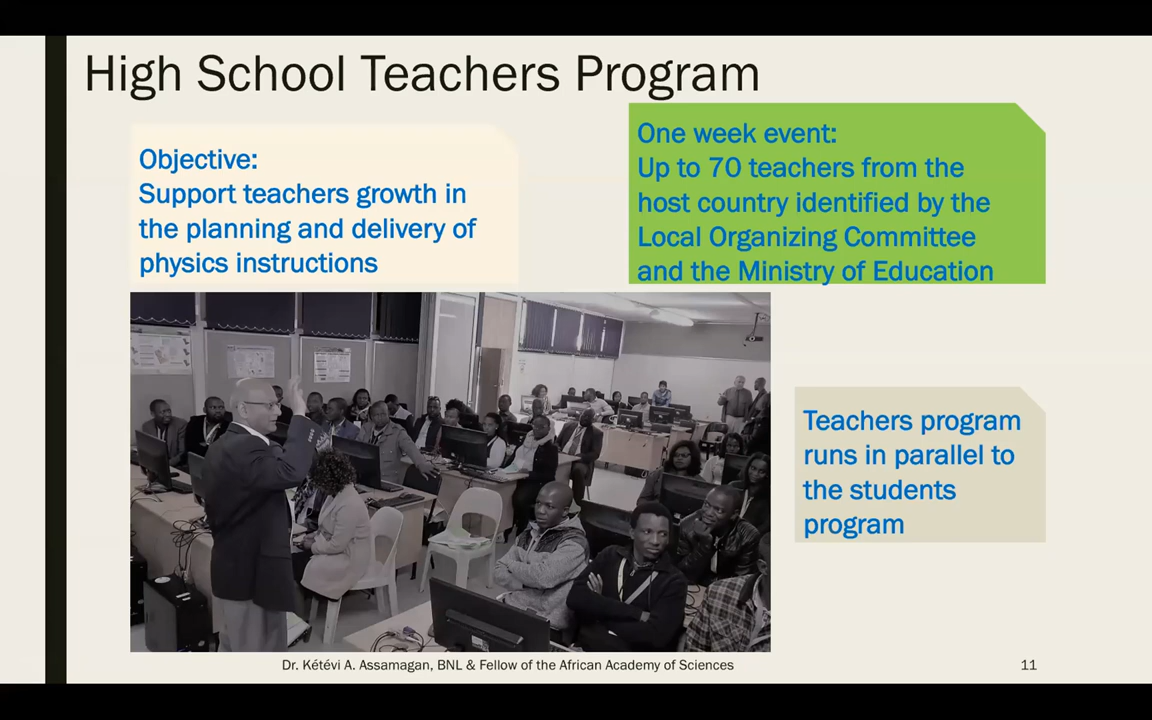 High School Teachers Program
Objective:
Support teachers growth in
the planning and delivery of
physics instructions
One week event:
Up to 70 teachers from the
host country identified by the
Local Organizing Committee
and the Ministry of Education
Teachers program
runs in parallel to
the students
program
Dr. Kétévi A. Assamagan, BNL & Fellow of the African Academy of Sciences
11